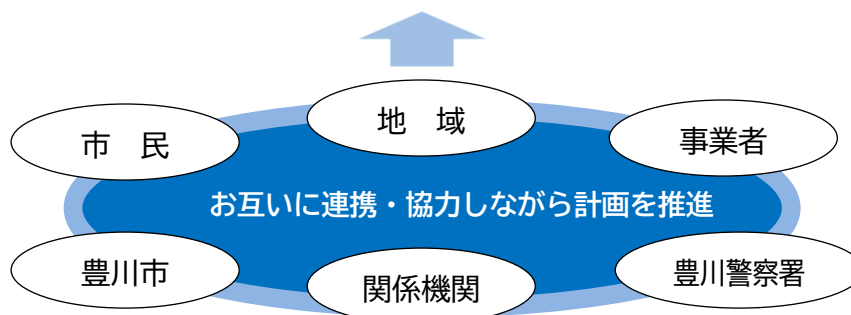 地　域
市　民
事業者
お互いに連携・協力しながら計画を推進
豊川市
関係機関
豊川警察署